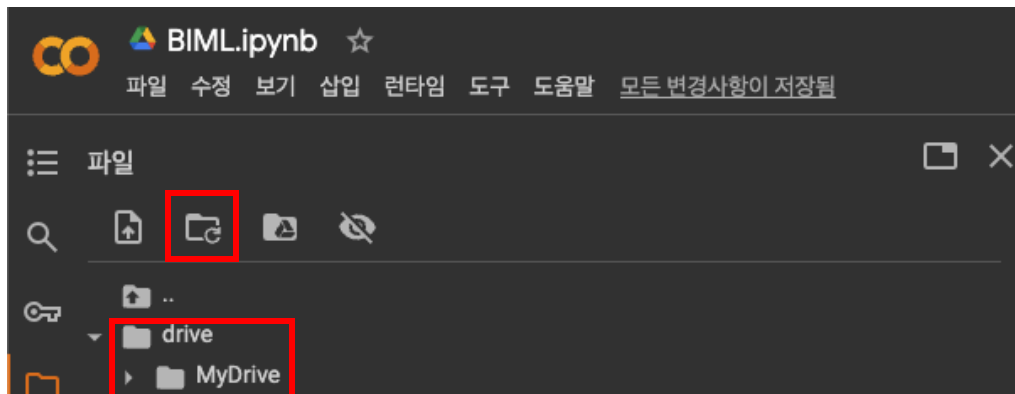 BIML.ipynb
파일 수정 보기 삽입 런타임 도구 도움말 모든 변경사항이 저장됨
파일
..
drive
MyDrive